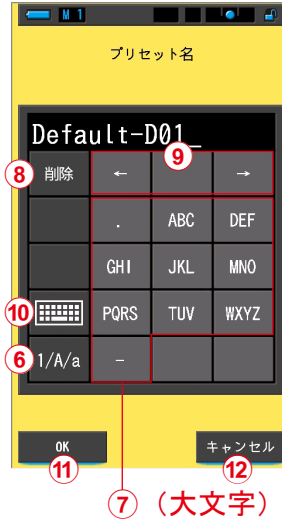 M 1
プリセット名
Default-D01_
⑨
⑧ 削除 ← →
. ABC DEF
GHI JKL MNO
⑩ PQRS TUV WXYZ
⑥ 1/A/a –
OK キャンセル
⑪ ⑫
⑦ (大文字)